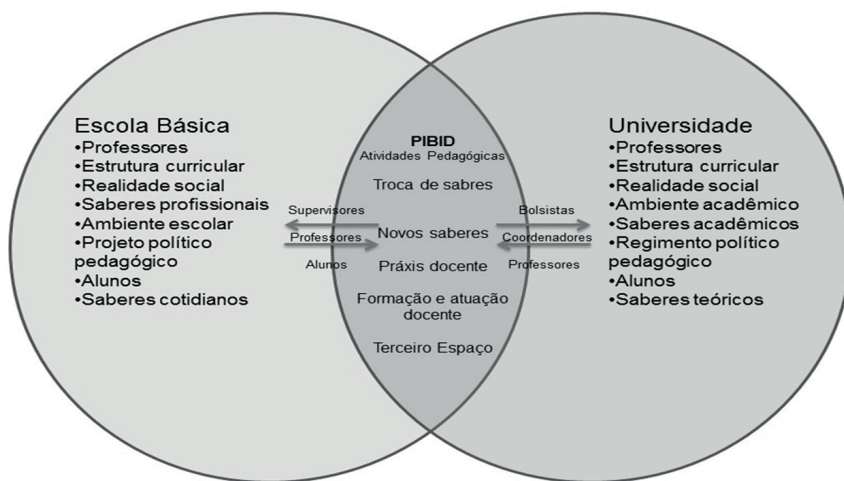 Escola Básica
•Professores
•Estrutura curricular
•Realidade social
•Saberes profissionais
•Ambiente escolar
•Projeto político
pedagógico
•Alunos
•Saberes cotidianos
Supervisores
Professores
Alunos
PIBID
Atividades Pedagógicas
Troca de sabres
Novos saberes
Práxis docente
Formação e atuação
docente
Terceiro Espaço
Bolsistas
Coordenadores
Professores
Universidade
•Professores
•Estrutura curricular
•Realidade social
•Ambiente acadêmico
•Saberes acadêmicos
•Regimento político
pedagógico
•Alunos
•Saberes teóricos